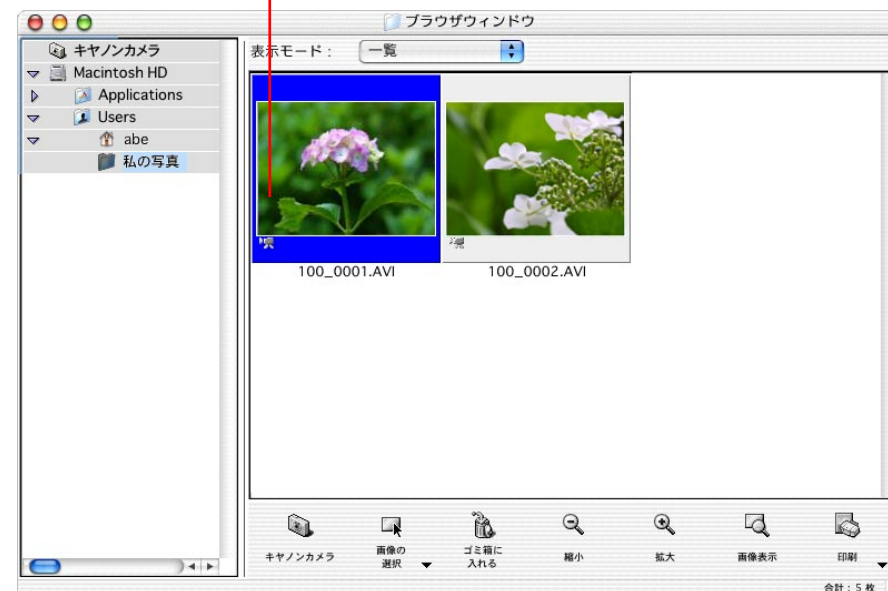 ブラウザウィンドウ
キヤノンカメラ
Macintosh HD
Applications
Users
abe
私の写真
表示モード：
一覧
100_0001.AVI
100_0002.AVI
キヤノンカメラ
画像の
選択
ゴミ箱に
入れる
縮小
拡大
画像表示
印刷
合計：5 枚